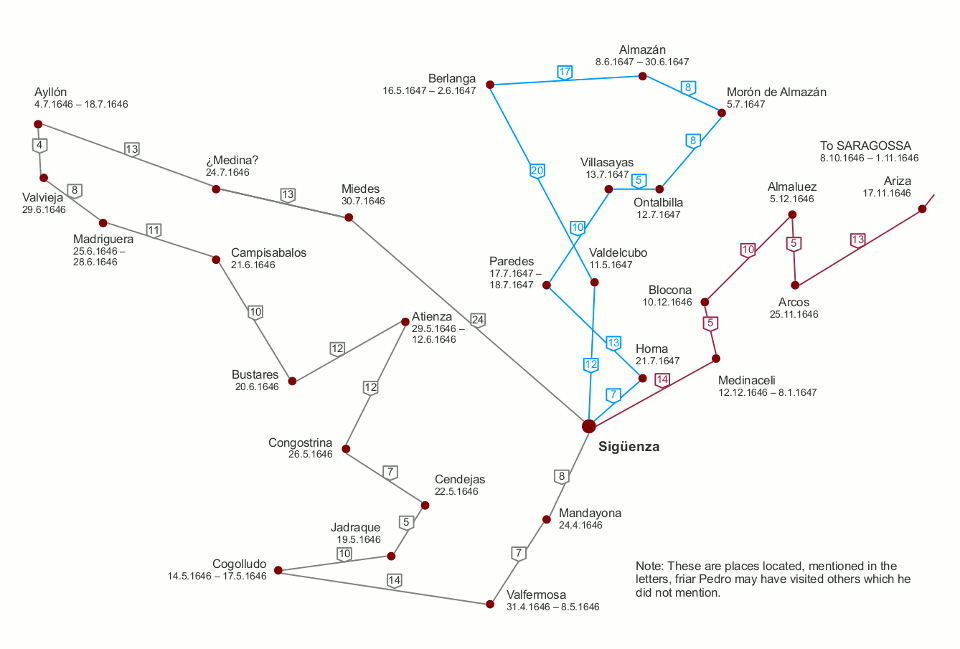 Almazán
8.6.1647 – 30.6.1647
17
Berlanga
16.5.1647 – 2.6.1647
8
Morón de Almazán
5.7.1647
Ayllón
4.7.1646 – 18.7.1646
8
To SARAGOSSA
8.10.1646 – 1.11.1646
4
13
¿Medina?
24.7.1646
Villasayas
13.7.1647
20
5
Ariza
17.11.1646
Valvieja
29.6.1646
8
13
Miedes
30.7.1646
Ontalbilla
12.7.1647
Almaluez
5.12.1646
Madriguera
25.6.1646 –
28.6.1646
11
10
5
13
10
Campisabalos
21.6.1646
Valdelcubo
11.5.1647
Paredes
17.7.1647 –
18.7.1647
Blocona
10.12.1646
Arcos
25.11.1646
10
Atienza
29.5.1646 –
12.6.1646
24
5
12
13
Horna
21.7.1647
Bustares
20.6.1646
12
12
7
14
Medinaceli
12.12.1646 – 8.1.1647
Congostrina
26.5.1646
Sigüenza
7
8
Cendejas
22.5.1646
Mandayona
24.4.1646
Jadraque
19.5.1646
5
10
7
Cogolludo
14.5.1646 – 17.5.1646
14
Valfermosa
31.4.1646 – 8.5.1646
Note: These are places located, mentioned in the
letters, friar Pedro may have visited others which he
did not mention.